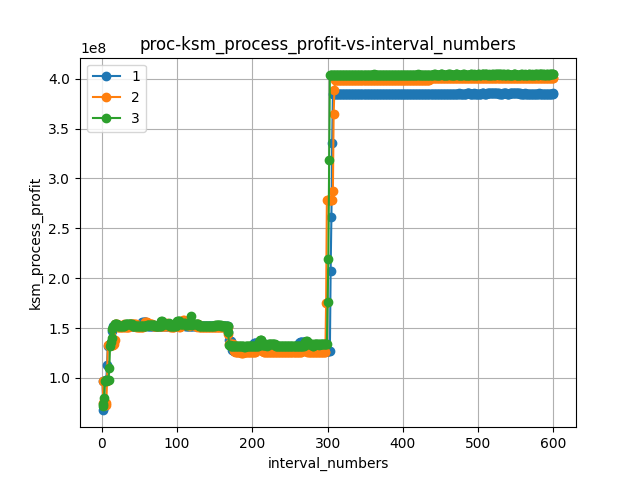 proc-ksm_process_profit-vs-interval_numbers
1e8
1
2
3
4.0
3.5
3.0
2.5
2.0
1.5
1.0
ksm_process_profit
0 100 200 300 400 500 600
interval_numbers